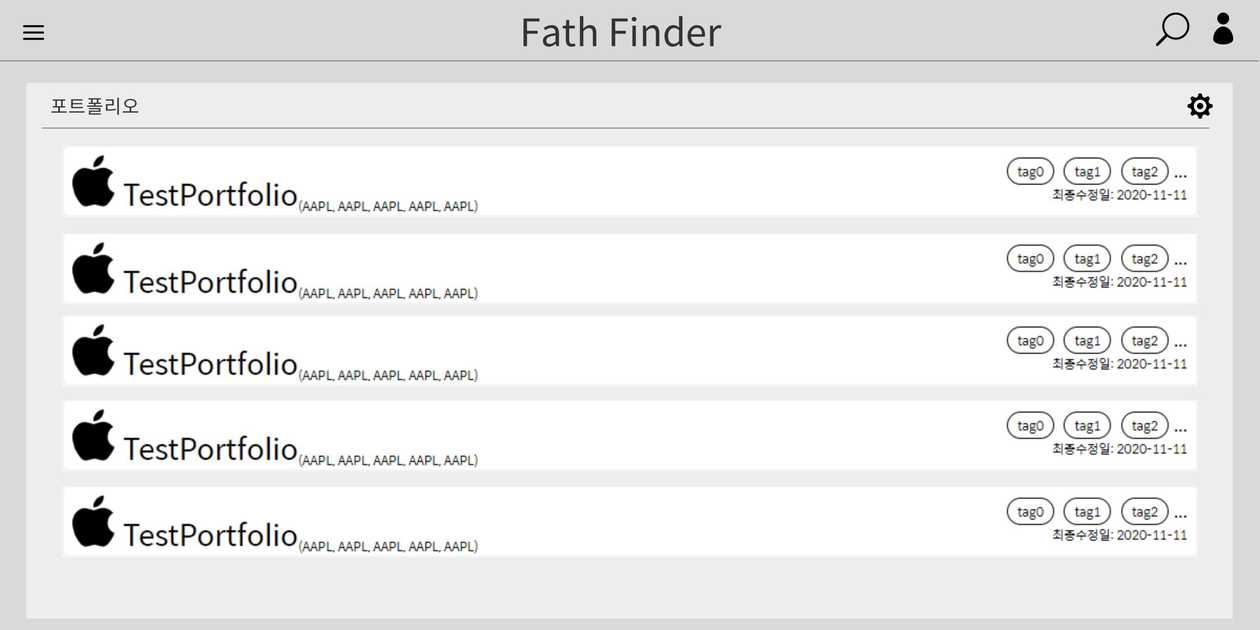 Fath Finder
포트폴리오
TestPortfolio(AAPL, AAPL, AAPL, AAPL, AAPL)
tag0 tag1 tag2 ...
최종수정일: 2020-11-11
TestPortfolio(AAPL, AAPL, AAPL, AAPL, AAPL)
tag0 tag1 tag2 ...
최종수정일: 2020-11-11
TestPortfolio(AAPL, AAPL, AAPL, AAPL, AAPL)
tag0 tag1 tag2 ...
최종수정일: 2020-11-11
TestPortfolio(AAPL, AAPL, AAPL, AAPL, AAPL)
tag0 tag1 tag2 ...
최종수정일: 2020-11-11
TestPortfolio(AAPL, AAPL, AAPL, AAPL, AAPL)
tag0 tag1 tag2 ...
최종수정일: 2020-11-11